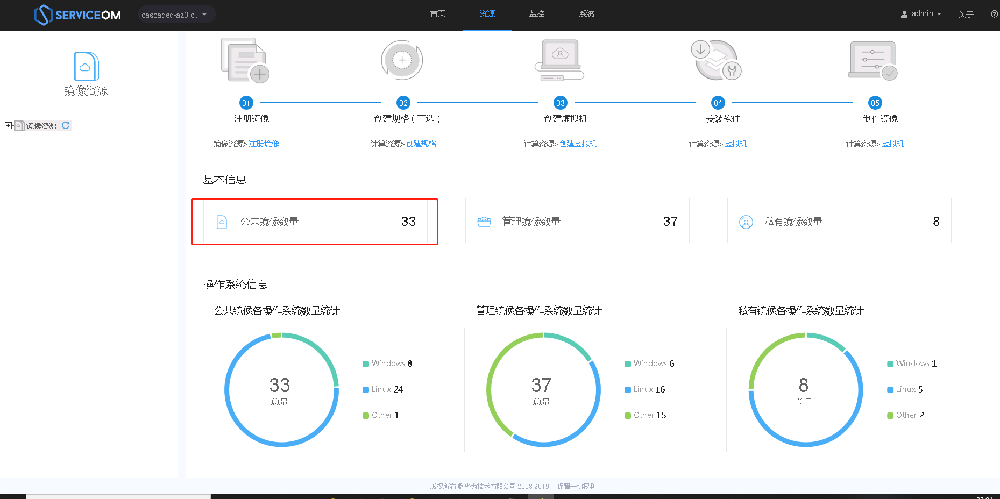 SERVICEOM
cascaded-az0.c...
首页
资源
监控
系统
admin
关于
镜像资源
镜像资源
01
02
03
04
05
注册镜像
创建规格（可选）
创建虚拟机
安装软件
制作镜像
镜像资源> 注册镜像
计算资源> 创建规格
计算资源> 创建虚拟机
计算资源> 虚拟机
计算资源> 虚拟机
基本信息
公共镜像数量 33
管理镜像数量 37
私有镜像数量 8
操作系统信息
公共镜像各操作系统数量统计
33
总量
Windows 8
Linux 24
Other 1
管理镜像各操作系统数量统计
37
总量
Windows 6
Linux 16
Other 15
私有镜像各操作系统数量统计
8
总量
Windows 1
Linux 5
Other 2
版权所有 © 华为技术有限公司 2008-2019。 保留一切权利。